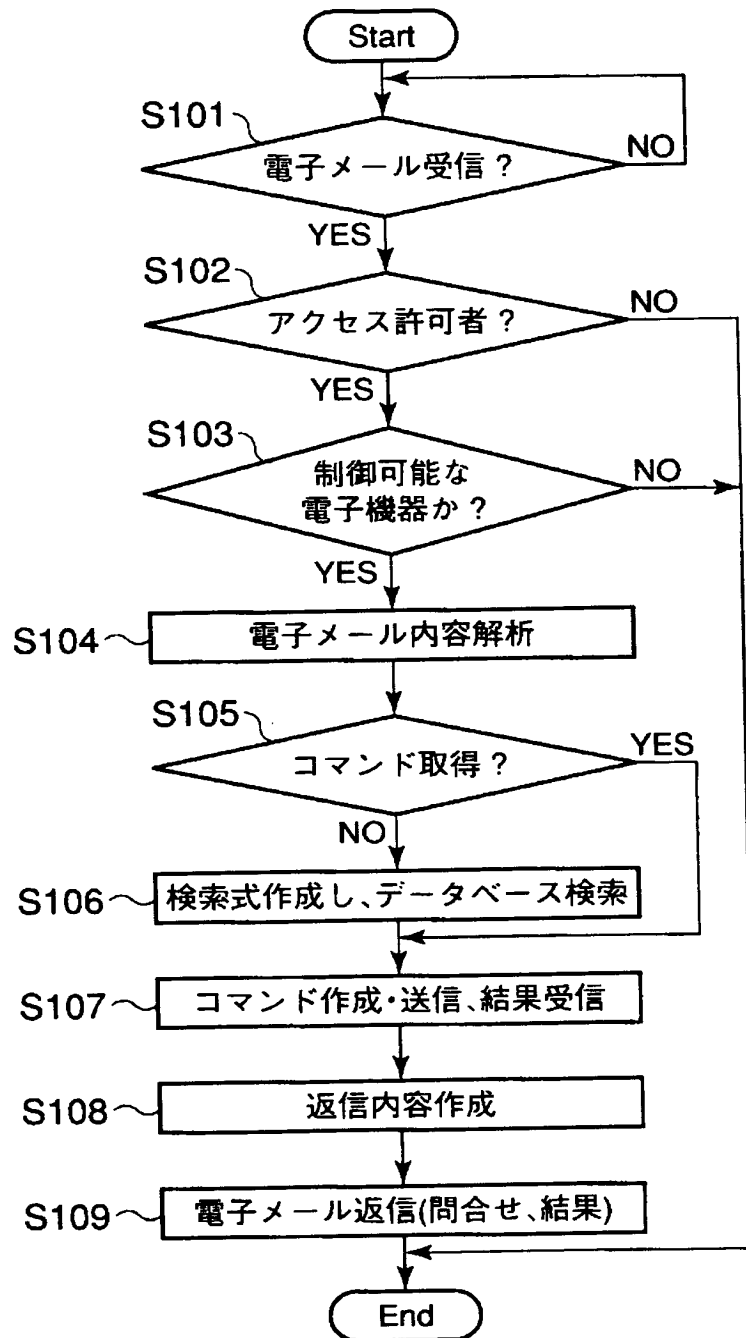 Start
S101
電子メール受信?
NO
YES
S102
アクセス許可者?
NO
YES
S103
制御可能な
電子機器か?
NO
YES
S104
電子メール内容解析
S105
コマンド取得?
YES
NO
S106
検索式作成し、データベース検索
S107
コマンド作成・送信、結果受信
S108
返信内容作成
S109
電子メール返信(問合せ、結果)
End